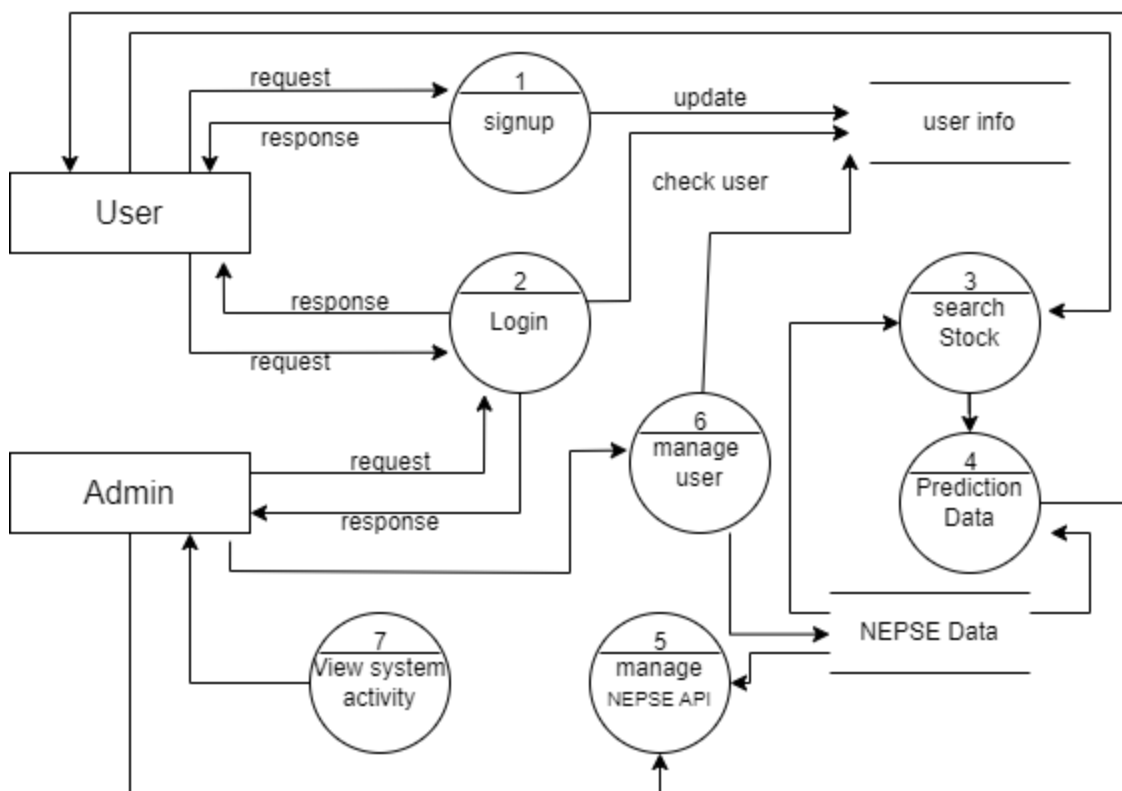 request
1
signup
update
response
user info
check user
User
2
Login
response
request
3
search
Stock
6
manage
user
4
Prediction
Data
Admin
request
response
7
View system
activity
5
manage
NEPSE API
NEPSE Data